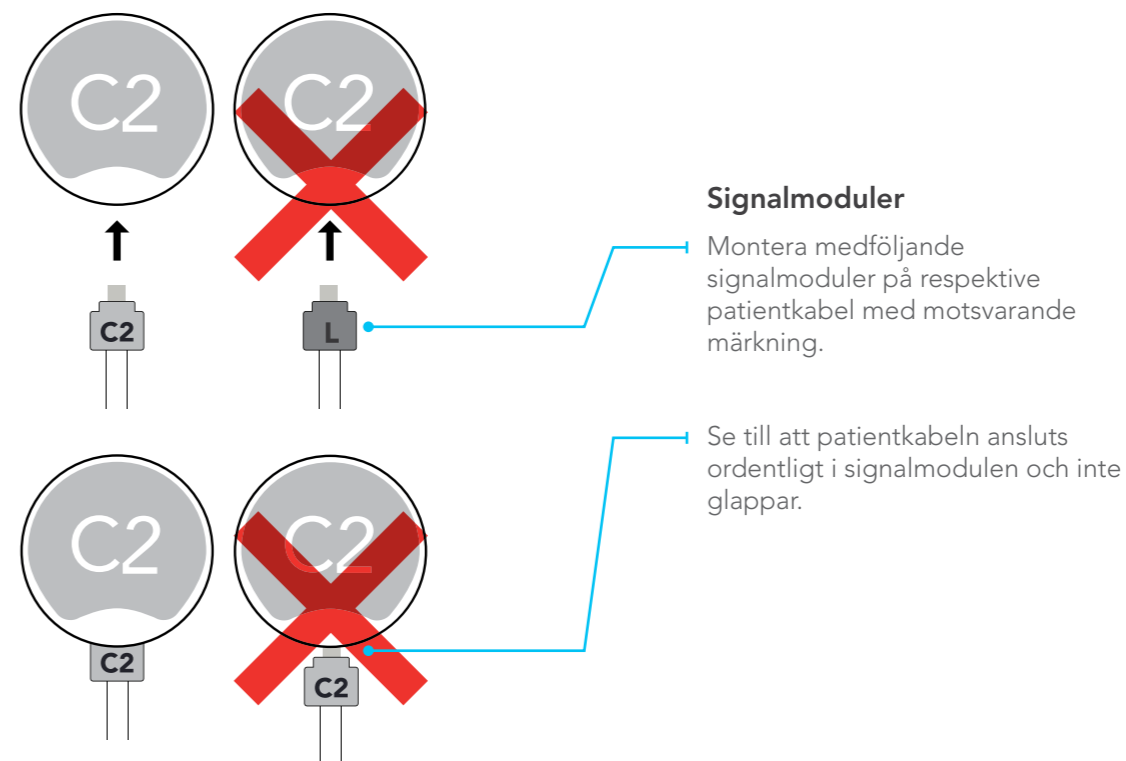 C2
C2
C2
L
Signalmoduler
Montera medföljande
signalmoduler på respektive
patientkabel med motsvarande
märkning.
Se till att patientkabeln ansluts
ordentligt i signalmodulen och inte
glappar.
C2
C2
C2
C2